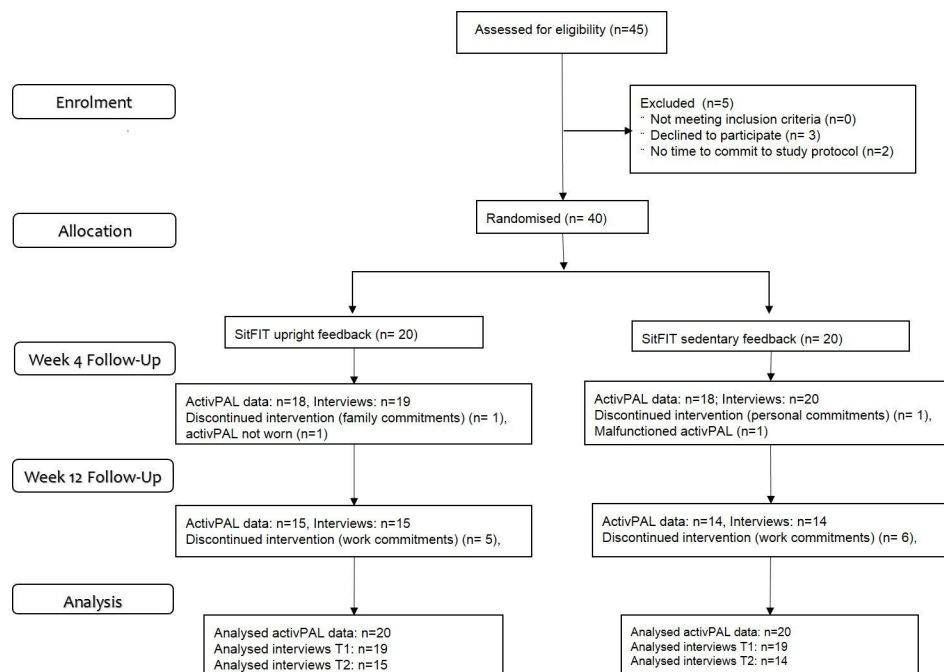 Assessed for eligibility (n=45)
Enrolment
Excluded  (n=5)
¨ Not meeting inclusion criteria (n=0)
¨ Declined to participate (n= 3)
¨ No time to commit to study protocol (n=2)
Allocation
Randomised (n= 40)
SitFIT upright feedback (n= 20)
SitFIT sedentary feedback (n= 20)
Week 4 Follow-Up
ActivPAL data: n=18, Interviews: n=19
Discontinued intervention (family commitments) (n= 1),
activPAL not worn (n=1)
ActivPAL data: n=18; Interviews: n=20
Discontinued intervention (personal commitments) (n= 1),
Malfunctioned activPAL (n=1)
Week 12 Follow-Up
ActivPAL data: n=15, Interviews: n=15
Discontinued intervention (work commitments) (n= 5),
ActivPAL data: n=14, Interviews: n=14
Discontinued intervention (work commitments) (n= 6),
Analysis
Analysed activPAL data: n=20
Analysed interviews T1: n=19
Analysed interviews T2: n=15
Analysed activPAL data: n=20
Analysed interviews T1: n=19
Analysed interviews T2: n=14